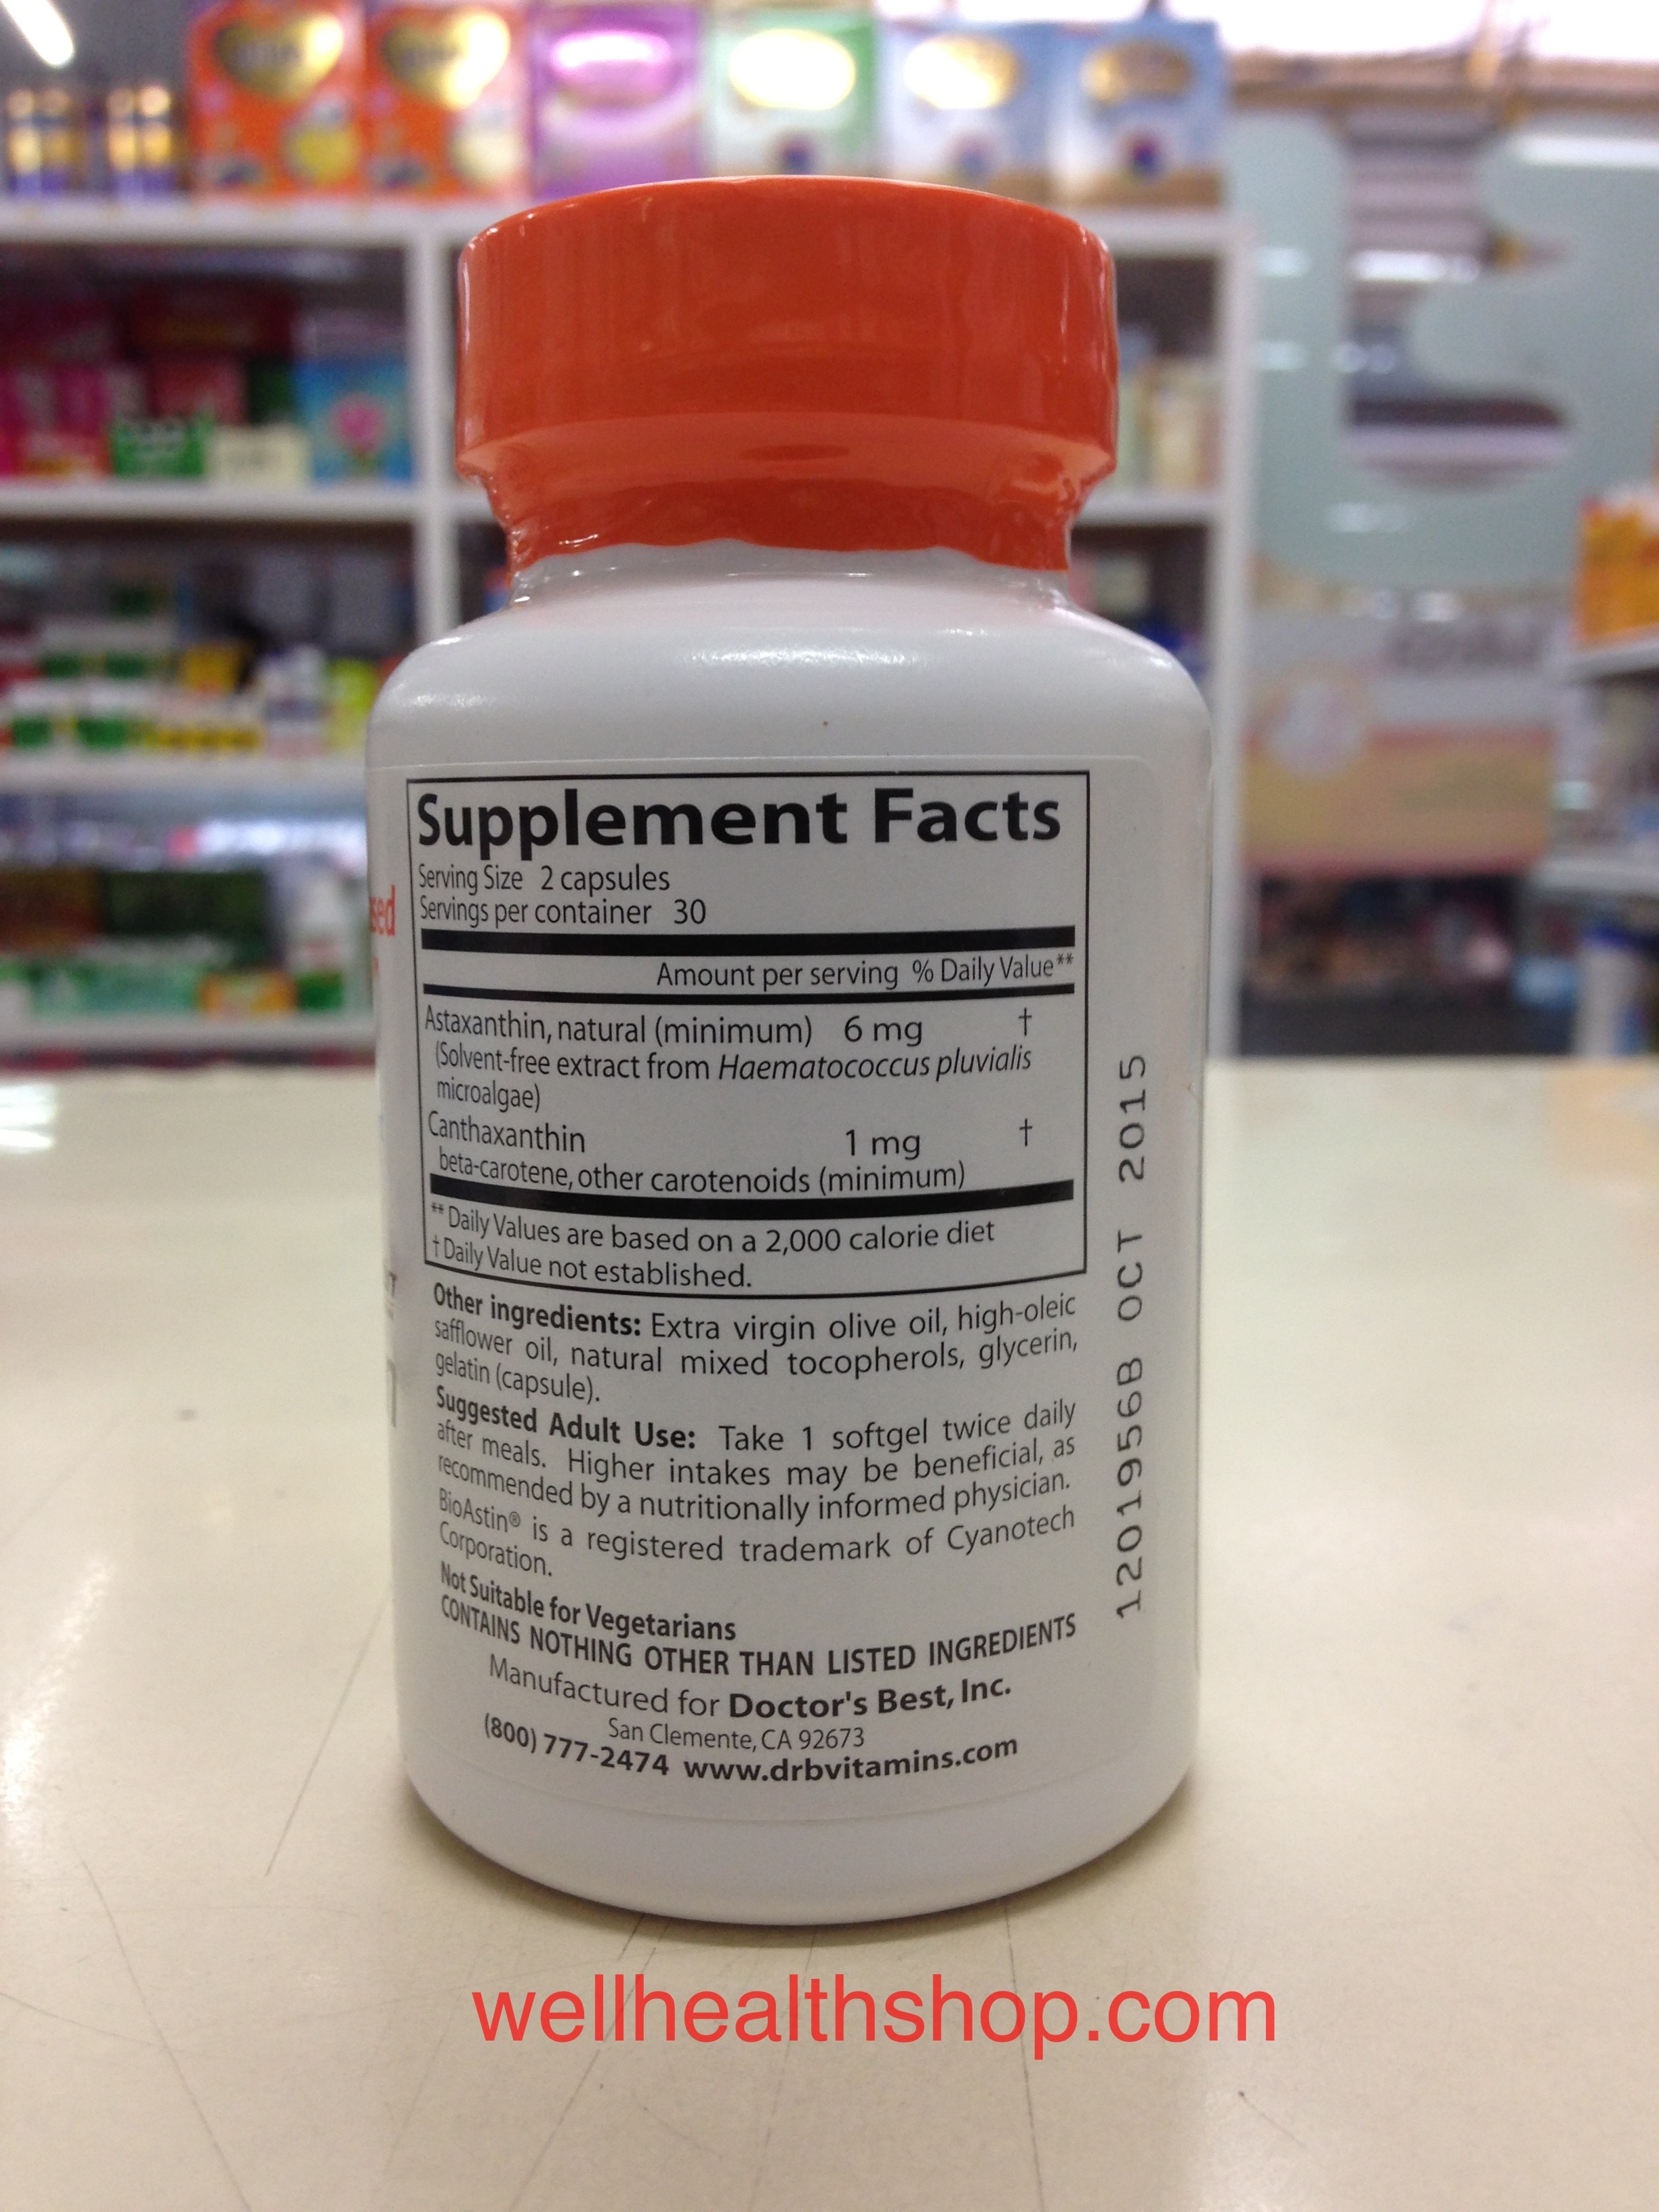 Supplement Facts
Serving Size 2 capsules
Servings per container 30
Amount per serving % Daily Value**
Astaxanthin, natural (minimum) 6 mg †
(Solvent-free extract from Haematococcus pluvialis
microalgae)
Canthaxanthin 1 mg †
beta-carotene, other carotenoids (minimum)
** Daily Values are based on a 2,000 calorie diet
† Daily Value not established.
Other ingredients: Extra virgin olive oil, high-oleic
safflower oil, natural mixed tocopherols, glycerin,
gelatin (capsule).
Suggested Adult Use: Take 1 softgel twice daily
after meals. Higher intakes may be beneficial, as
recommended by a nutritionally informed physician.
BioAstin® is a registered trademark of Cyanotech
Corporation.
Not Suitable for Vegetarians
CONTAINS NOTHING OTHER THAN LISTED INGREDIENTS
Manufactured for Doctor's Best, Inc.
San Clemente, CA 92673
(800) 777-2474 www.drbvitamins.com
1201956B OCT 2015
wellhealthshop.com